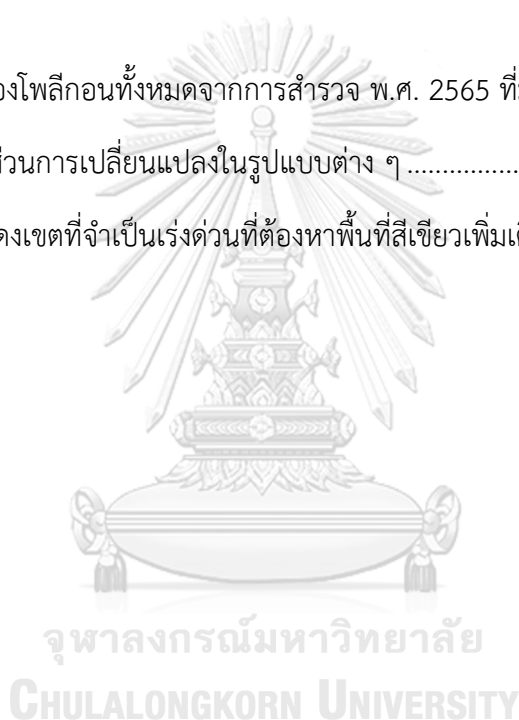 องโพลีกอนทั้งหมดจากการสำรวจ พ.ศ. 2565 ที่
ส่วนการเปลี่ยนแปลงในรูปแบบต่าง ๆ ..................
ดงเขตที่จำเป็นเร่งด่วนที่ต้องหาพื้นที่สีเขียวเพิ่มเติ
จุฬาลงกรณ์มหาวิทยาลัย
CHULALONGKORN UNIVERSITY